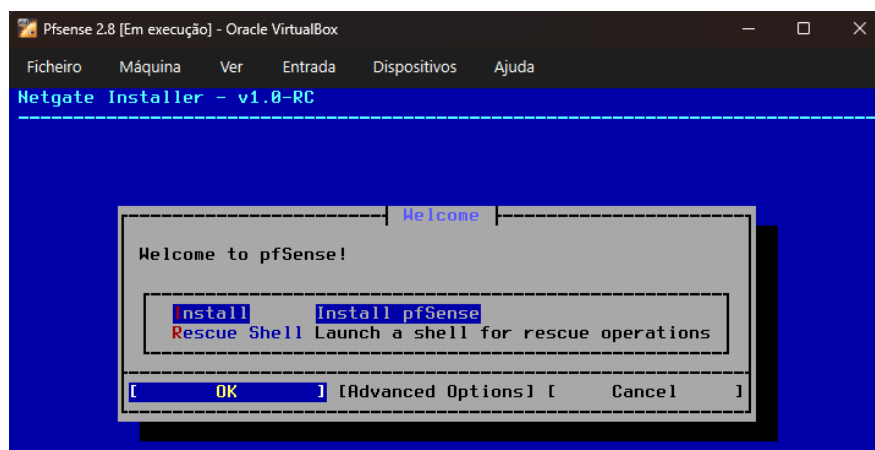 Pfsense 2.8 [Em execução] - Oracle VirtualBox
Ficheiro Máquina Ver Entrada Dispositivos Ajuda
Netgate Installer - v1.0-RC
Welcome
Welcome to pfSense!
Install Install pfSense
Rescue Shell Launch a shell for rescue operations
[ OK ] [Advanced Options] [ Cancel ]